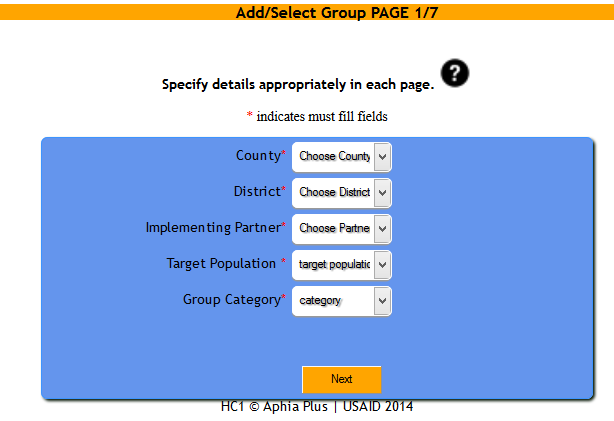 Add/Select Group PAGE 1/7
Specify details appropriately in each page. ?
* indicates must fill fields
County* Choose County
District* Choose District
Implementing Partner* Choose Partne
Target Population * target populatic
Group Category* category
Next
HC1 © Aphia Plus | USAID 2014